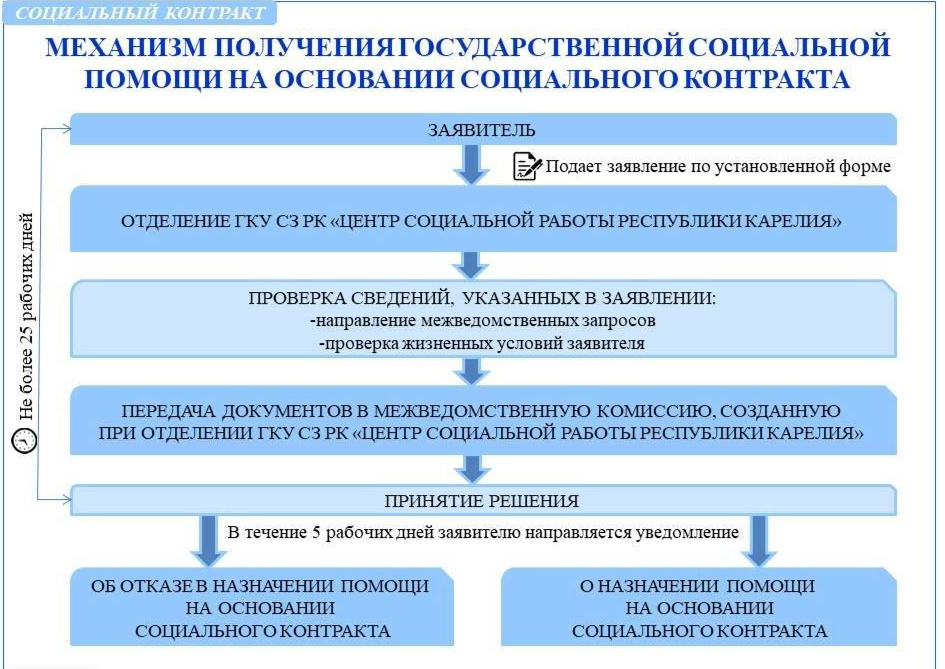 СОЦИАЛЬНЫЙ КОНТРАКТ
МЕХАНИЗМ ПОЛУЧЕНИЯ ГОСУДАРСТВЕННОЙ СОЦИАЛЬНОЙ
ПОМОЩИ НА ОСНОВАНИИ СОЦИАЛЬНОГО КОНТРАКТА
ЗАЯВИТЕЛЬ
Подает заявление по установленной форме
ОТДЕЛЕНИЕ ГКУ СЗ РК «ЦЕНТР СОЦИАЛЬНОЙ РАБОТЫ РЕСПУБЛИКИ КАРЕЛИЯ»
Не более 25 рабочих дней
ПРОВЕРКА СВЕДЕНИЙ, УКАЗАННЫХ В ЗАЯВЛЕНИИ:
-направление межведомственных запросов
-проверка жизненных условий заявителя
ПЕРЕДАЧА ДОКУМЕНТОВ В МЕЖВЕДОМСТВЕННУЮ КОМИССИЮ, СОЗДАННУЮ
ПРИ ОТДЕЛЕНИИ ГКУ СЗ РК «ЦЕНТР СОЦИАЛЬНОЙ РАБОТЫ РЕСПУБЛИКИ КАРЕЛИЯ»
ПРИНЯТИЕ РЕШЕНИЯ
В течение 5 рабочих дней заявителю направляется уведомление
ОБ ОТКАЗЕ В НАЗНАЧЕНИИ ПОМОЩИ
НА ОСНОВАНИИ
СОЦИАЛЬНОГО КОНТРАКТА
О НАЗНАЧЕНИИ ПОМОЩИ
НА ОСНОВАНИИ
СОЦИАЛЬНОГО КОНТРАКТА